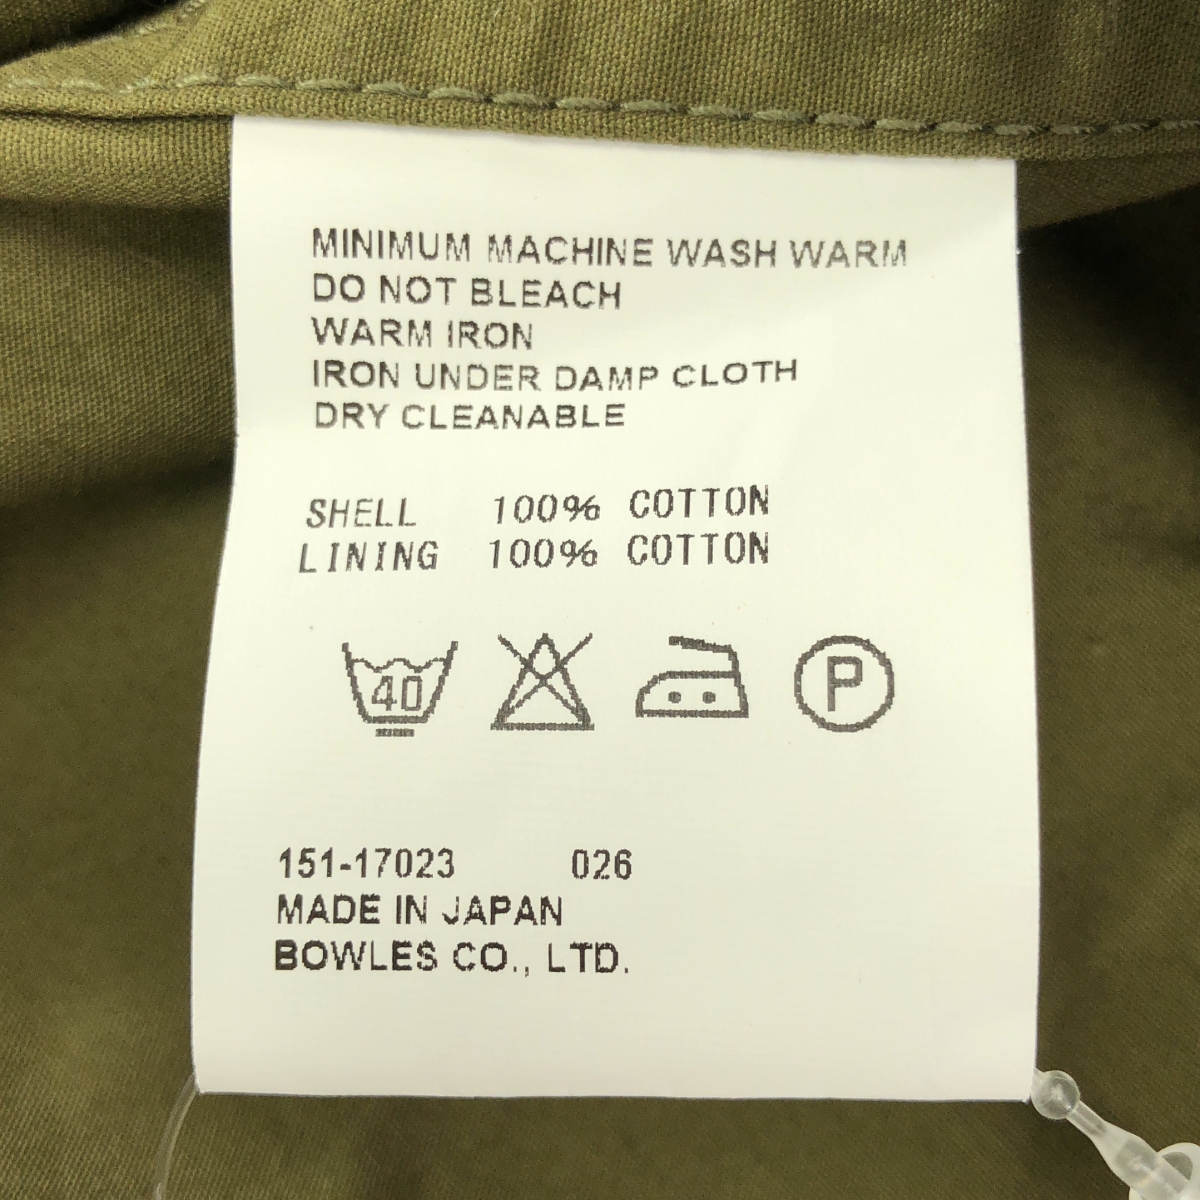 MINIMUM MACHINE WASH WARM
DO NOT BLEACH
WARM IRON
IRON UNDER DAMP CLOTH
DRY CLEANABLE
SHELL 100% COTTON
LINING 100% COTTON
40 P
151-17023 026
MADE IN JAPAN
BOWLES CO., LTD.